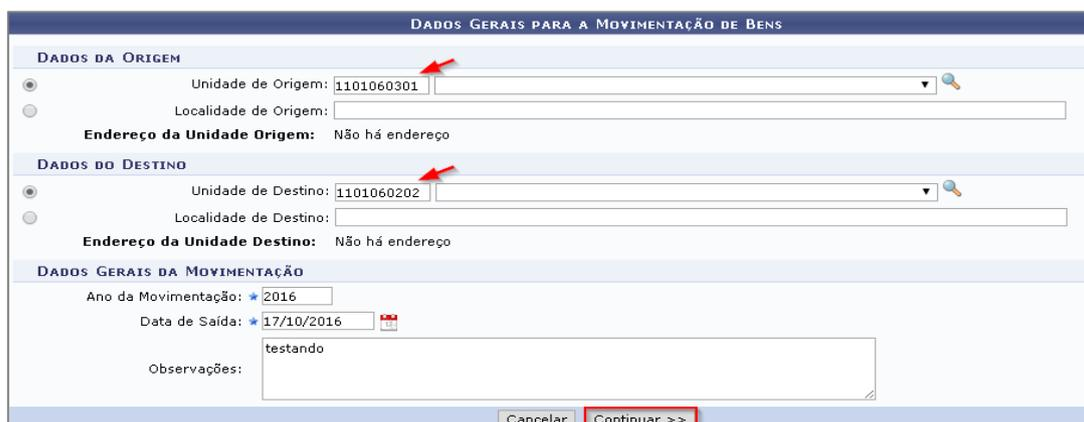 DADOS GERAIS PARA A MOVIMENTAÇÃO DE BENS
DADOS DA ORIGEM
Unidade de Origem: 1101060301
Localidade de Origem:
Endereço da Unidade Origem: Não há endereço
DADOS DO DESTINO
Unidade de Destino: 1101060202
Localidade de Destino:
Endereço da Unidade Destino: Não há endereço
DADOS GERAIS DA MOVIMENTAÇÃO
Ano da Movimentação: 2016
Data de Saída: 17/10/2016
Observações: testando
Cancelar Continuar >>